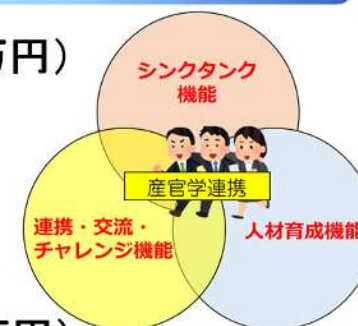 万円）
シンクタンク
機能
産官学連携
連携・交流・
チャレンジ機能
人材育成機能